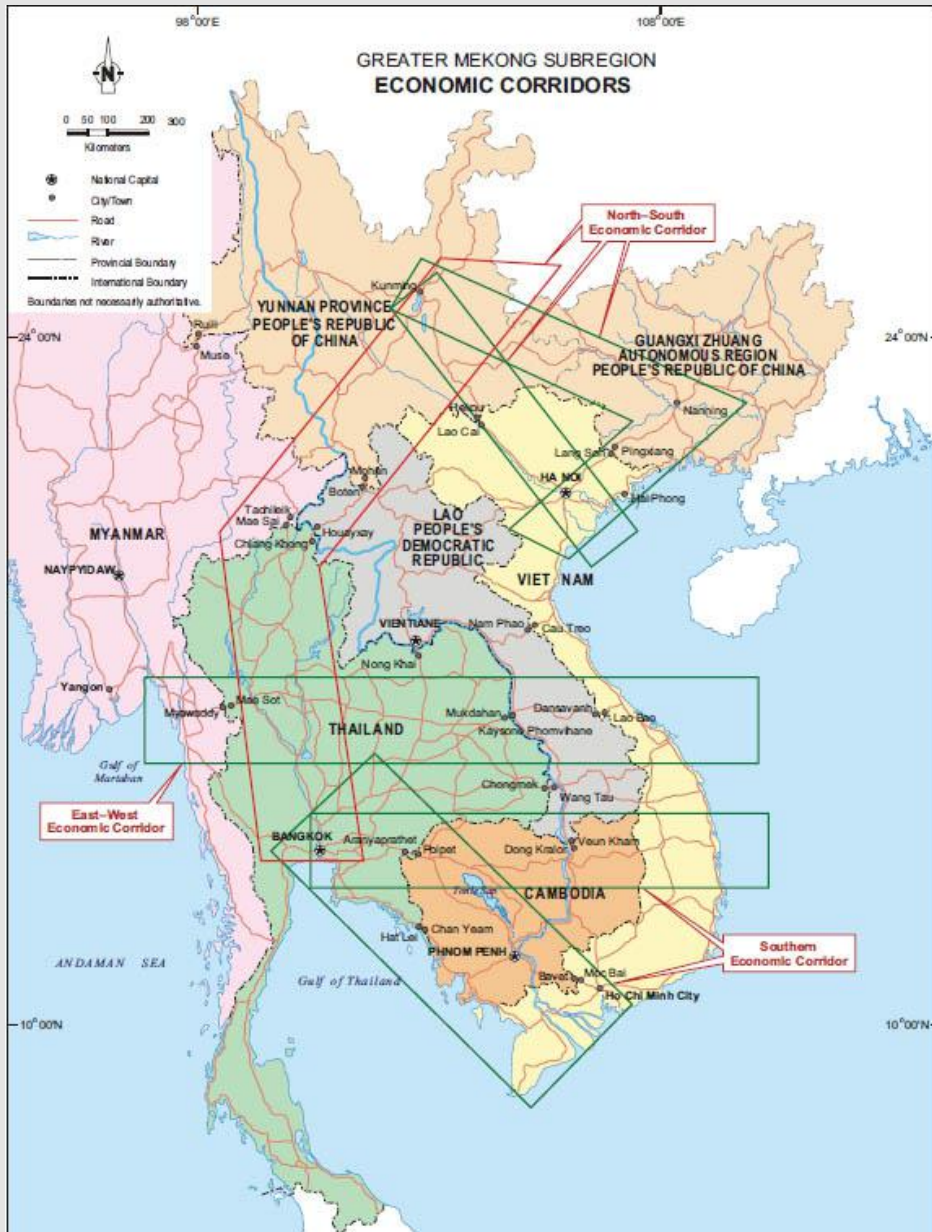 98°00'E
108°00'E
GREATER MEKONG SUBREGION
ECONOMIC CORRIDORS
N
0 50 100 200 300
Kilometers
National Capital
City/Town
Road
River
Provincial Boundary
International Boundary
Boundaries not necessarily authoritative.
North–South
Economic Corridor
Kunming
YUNNAN PROVINCE
PEOPLE'S REPUBLIC
OF CHINA
24°00'N
24°00'N
Ruili
Muse
GUANGXI ZHUANG
AUTONOMOUS REGION
PEOPLE'S REPUBLIC OF CHINA
Nanning
Hekou
Lao Cai
Lang Son
Pingxiang
HA NOI
Hai Phong
Mohan
Boten
Tachileik
Mae Sai
Houayxay
Chiang Khong
LAO
PEOPLE'S
DEMOCRATIC
REPUBLIC
MYANMAR
NAYPYIDAW
VIET NAM
VIENTIANE
Nam Phao
Cau Treo
Nong Khai
Yangon
Mae Sot
Myawaddy
THAILAND
Mukdahan
Kaysone Phomvihane
Dansavanh
Lao Bao
Gulf of
Martaban
East–West
Economic Corridor
Chongmek
Wang Tau
BANGKOK
Aranyaprathet
Poipet
Dong Kralor
Veun Kham
Tonle Sap
CAMBODIA
Hat Lek
Chan Yeam
PHNOM PENH
Southern
Economic Corridor
Bavet
Moc Bai
Ho Chi Minh City
ANDAMAN SEA
Gulf of Thailand
10°00'N
10°00'N